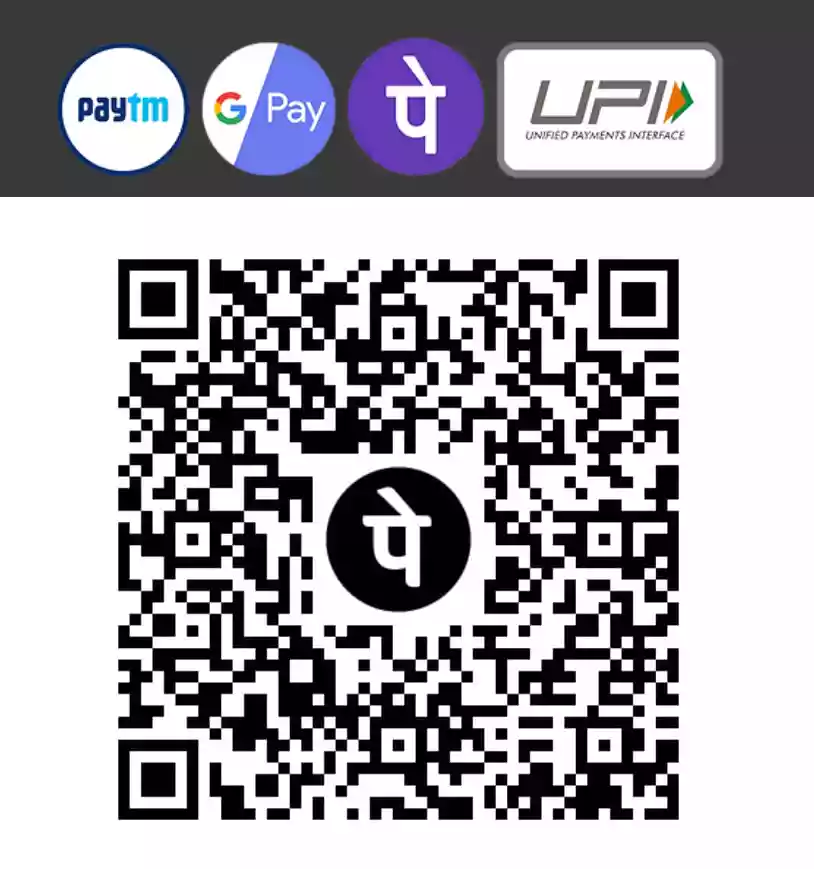 paytm G Pay पे UPI
UNIFIED PAYMENTS INTERFACE
पे